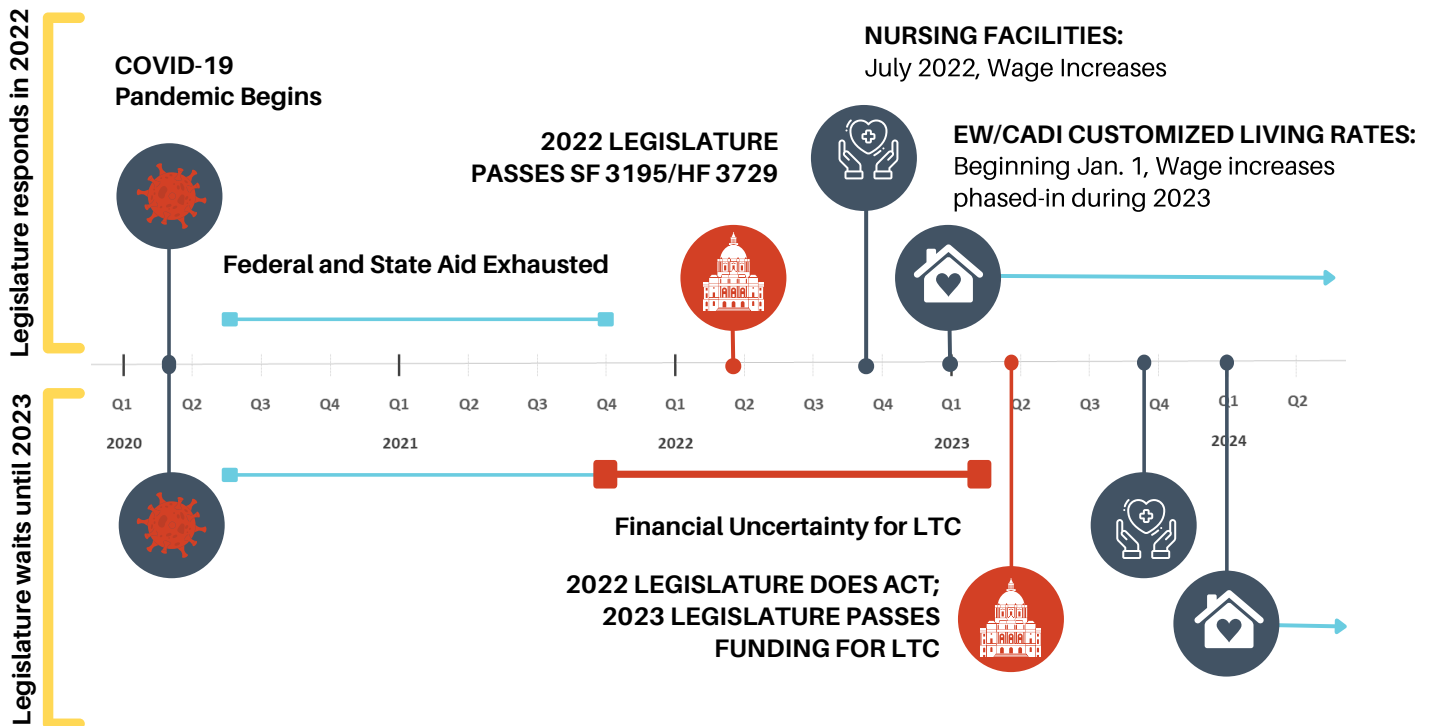 Legislature responds in 2022
COVID-19
Pandemic Begins
NURSING FACILITIES:
July 2022, Wage Increases
2022 LEGISLATURE
PASSES SF 3195/HF 3729
EW/CADI CUSTOMIZED LIVING RATES:
Beginning Jan. 1, Wage increases
phased-in during 2023
Federal and State Aid Exhausted
Q1 Q2 Q3 Q4 Q1 Q2 Q3 Q4 Q1 Q2 Q3 Q4 Q1 Q2 Q3 Q4 Q1 Q2
2020 2021 2022 2023 2024
Legislature waits until 2023
Financial Uncertainty for LTC
2022 LEGISLATURE DOES ACT;
2023 LEGISLATURE PASSES
FUNDING FOR LTC